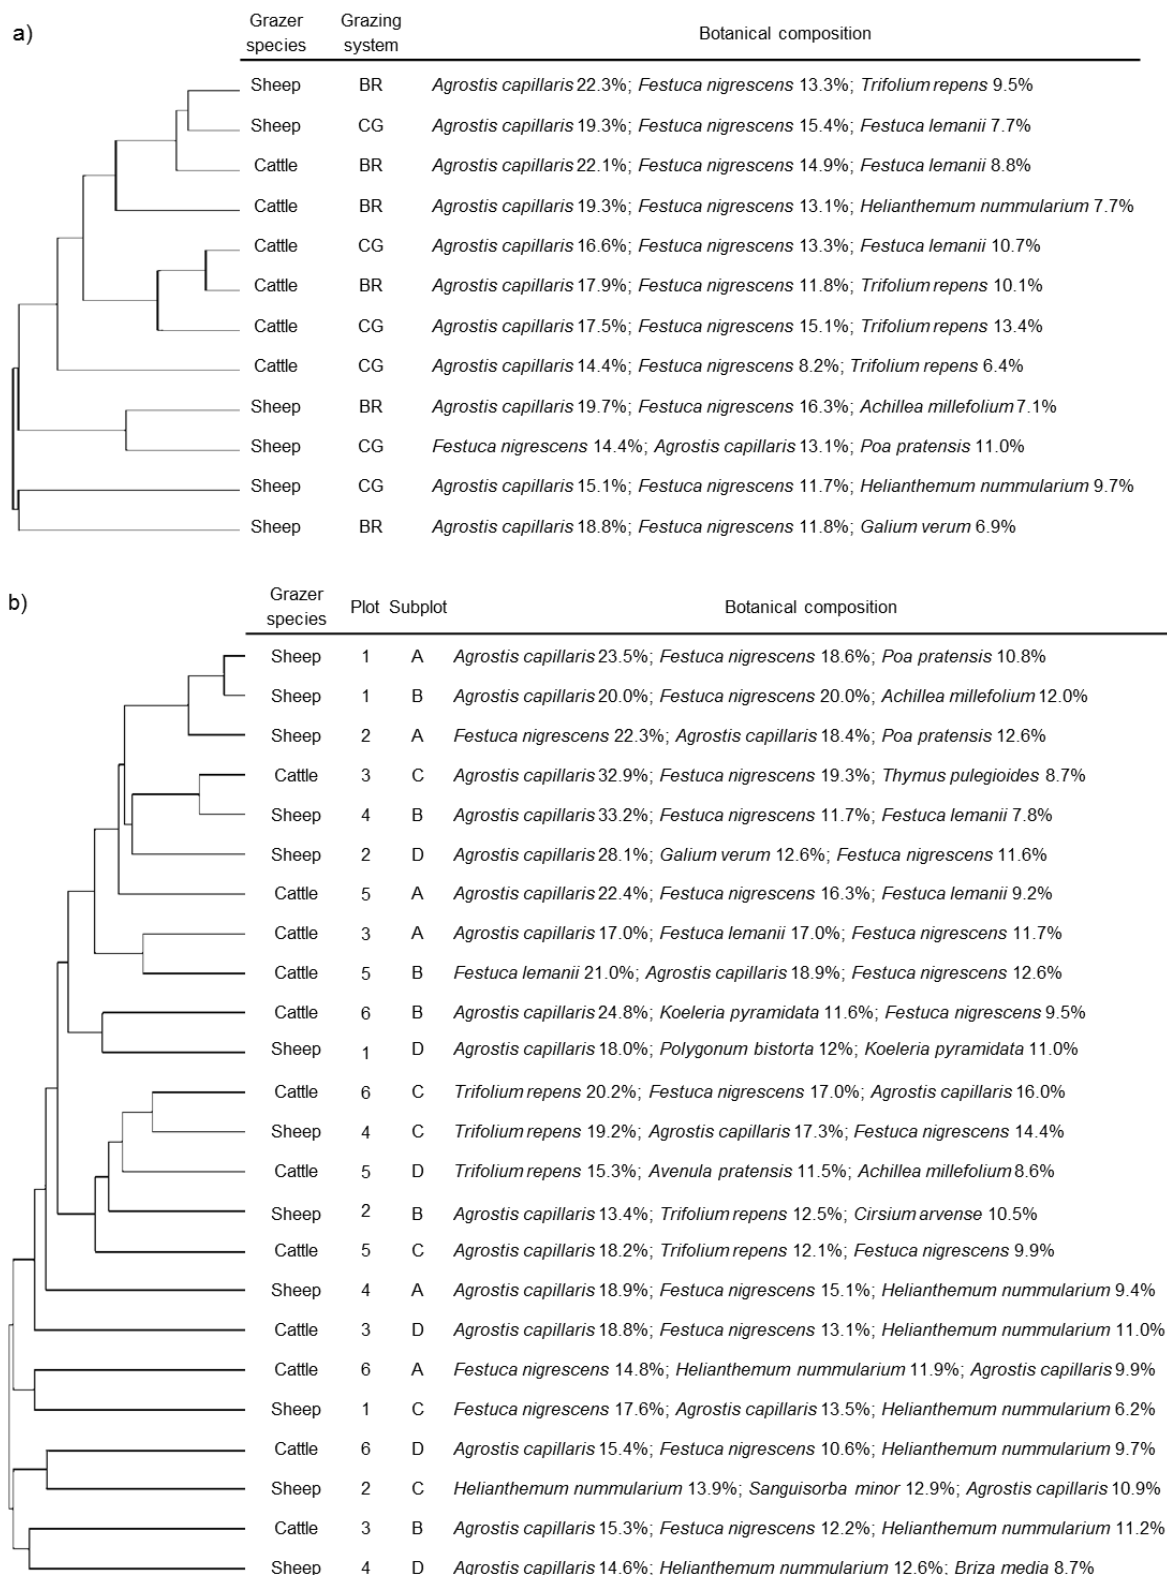 a)
Grazer species Grazing system Botanical composition
Sheep BR Agrostis capillaris 22.3%; Festuca nigrescens 13.3%; Trifolium repens 9.5%
Sheep CG Agrostis capillaris 19.3%; Festuca nigrescens 15.4%; Festuca lemanii 7.7%
Cattle BR Agrostis capillaris 22.1%; Festuca nigrescens 14.9%; Festuca lemanii 8.8%
Cattle BR Agrostis capillaris 19.3%; Festuca nigrescens 13.1%; Helianthemum nummularium 7.7%
Cattle CG Agrostis capillaris 16.6%; Festuca nigrescens 13.3%; Festuca lemanii 10.7%
Cattle BR Agrostis capillaris 17.9%; Festuca nigrescens 11.8%; Trifolium repens 10.1%
Cattle CG Agrostis capillaris 17.5%; Festuca nigrescens 15.1%; Trifolium repens 13.4%
Cattle CG Agrostis capillaris 14.4%; Festuca nigrescens 8.2%; Trifolium repens 6.4%
Sheep BR Agrostis capillaris 19.7%; Festuca nigrescens 16.3%; Achillea millefolium 7.1%
Sheep CG Festuca nigrescens 14.4%; Agrostis capillaris 13.1%; Poa pratensis 11.0%
Sheep CG Agrostis capillaris 15.1%; Festuca nigrescens 11.7%; Helianthemum nummularium 9.7%
Sheep BR Agrostis capillaris 18.8%; Festuca nigrescens 11.8%; Galium verum 6.9%
b)
Grazer species Plot Subplot Botanical composition
Sheep 1 A Agrostis capillaris 23.5%; Festuca nigrescens 18.6%; Poa pratensis 10.8%
Sheep 1 B Agrostis capillaris 20.0%; Festuca nigrescens 20.0%; Achillea millefolium 12.0%
Sheep 2 A Festuca nigrescens 22.3%; Agrostis capillaris 18.4%; Poa pratensis 12.6%
Cattle 3 C Agrostis capillaris 32.9%; Festuca nigrescens 19.3%; Thymus pulegioides 8.7%
Sheep 4 B Agrostis capillaris 33.2%; Festuca nigrescens 11.7%; Festuca lemanii 7.8%
Sheep 2 D Agrostis capillaris 28.1%; Galium verum 12.6%; Festuca nigrescens 11.6%
Cattle 5 A Agrostis capillaris 22.4%; Festuca nigrescens 16.3%; Festuca lemanii 9.2%
Cattle 3 A Agrostis capillaris 17.0%; Festuca lemanii 17.0%; Festuca nigrescens 11.7%
Cattle 5 B Festuca lemanii 21.0%; Agrostis capillaris 18.9%; Festuca nigrescens 12.6%
Cattle 6 B Agrostis capillaris 24.8%; Koeleria pyramidata 11.6%; Festuca nigrescens 9.5%
Sheep 1 D Agrostis capillaris 18.0%; Polygonum bistorta 12%; Koeleria pyramidata 11.0%
Cattle 6 C Trifolium repens 20.2%; Festuca nigrescens 17.0%; Agrostis capillaris 16.0%
Sheep 4 C Trifolium repens 19.2%; Agrostis capillaris 17.3%; Festuca nigrescens 14.4%
Cattle 5 D Trifolium repens 15.3%; Avenula pratensis 11.5%; Achillea millefolium 8.6%
Sheep 2 B Agrostis capillaris 13.4%; Trifolium repens 12.5%; Cirsium arvense 10.5%
Cattle 5 C Agrostis capillaris 18.2%; Trifolium repens 12.1%; Festuca nigrescens 9.9%
Sheep 4 A Agrostis capillaris 18.9%; Festuca nigrescens 15.1%; Helianthemum nummularium 9.4%
Cattle 3 D Agrostis capillaris 18.8%; Festuca nigrescens 13.1%; Helianthemum nummularium 11.0%
Cattle 6 A Festuca nigrescens 14.8%; Helianthemum nummularium 11.9%; Agrostis capillaris 9.9%
Sheep 1 C Festuca nigrescens 17.6%; Agrostis capillaris 13.5%; Helianthemum nummularium 6.2%
Cattle 6 D Agrostis capillaris 15.4%; Festuca nigrescens 10.6%; Helianthemum nummularium 9.7%
Sheep 2 C Helianthemum nummularium 13.9%; Sanguisorba minor 12.9%; Agrostis capillaris 10.9%
Cattle 3 B Agrostis capillaris 15.3%; Festuca nigrescens 12.2%; Helianthemum nummularium 11.2%
Sheep 4 D Agrostis capillaris 14.6%; Helianthemum nummularium 12.6%; Briza media 8.7%